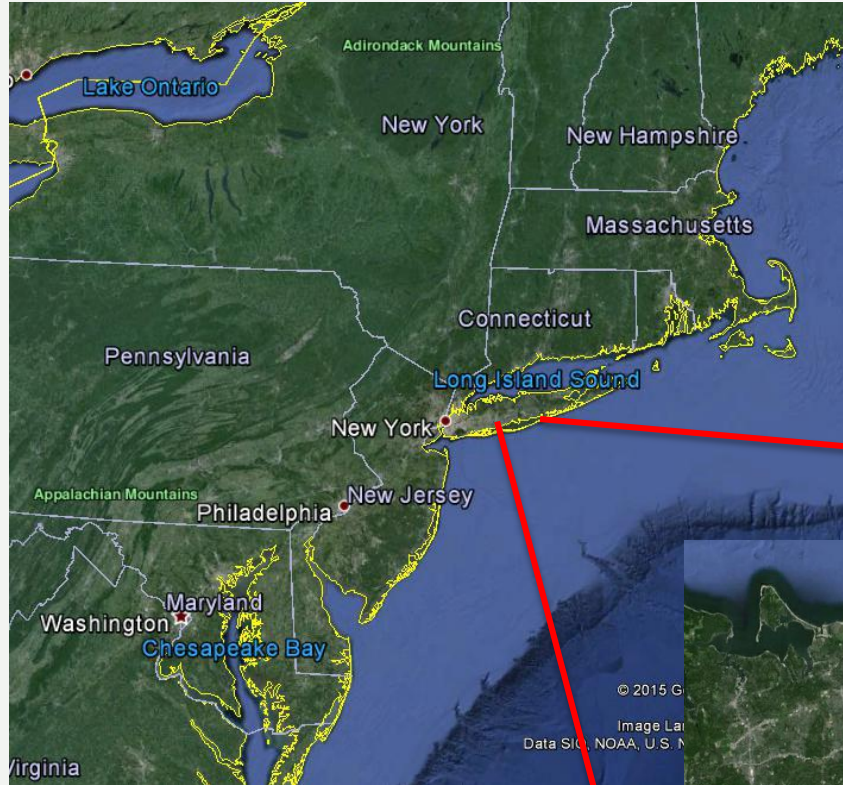 Adirondack Mountains
Lake Ontario
New York
New Hampshire
Massachusetts
Connecticut
Pennsylvania
Long Island Sound
New York
Appalachian Mountains
New Jersey
Philadelphia
Maryland
Washington
Chesapeake Bay
© 2015
Image
Data SIO, NOAA, U.S.
Virginia